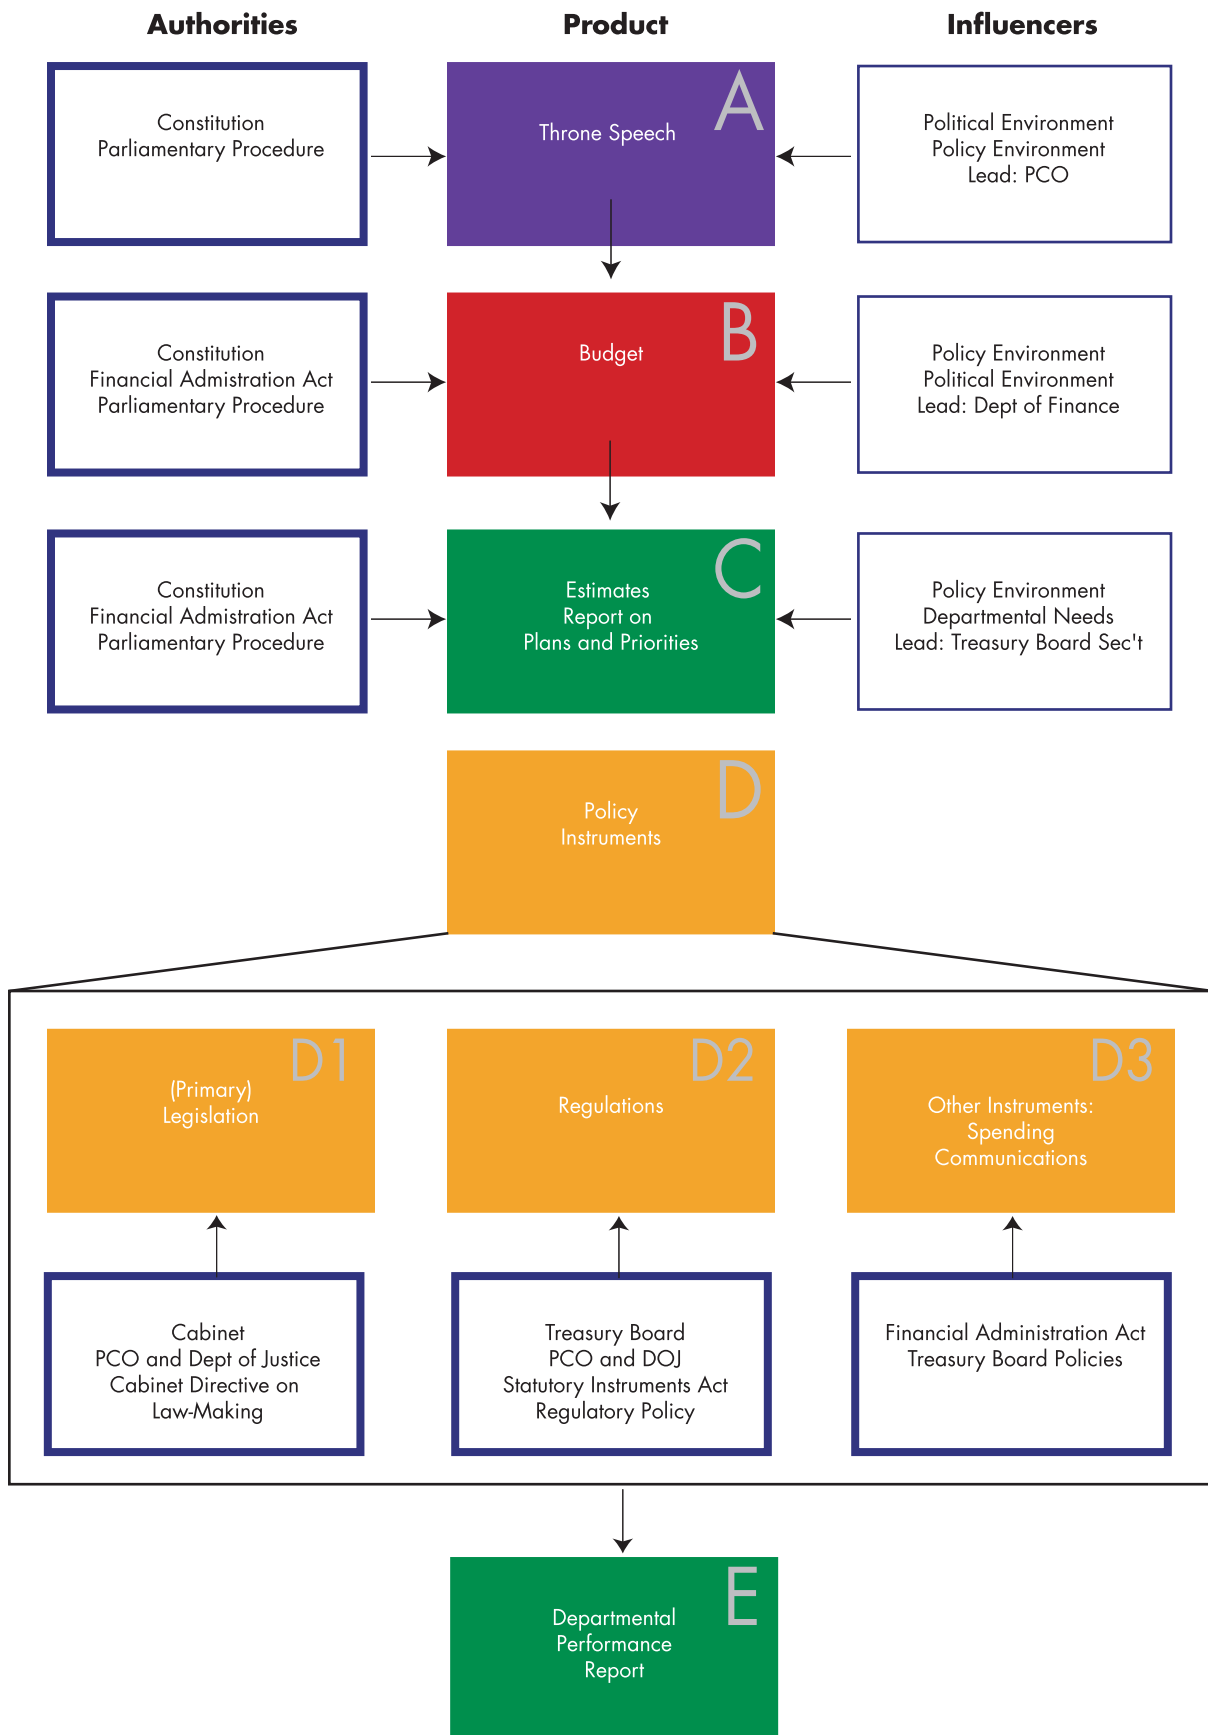 Authorities
Product
Influencers
Constitution
Parliamentary Procedure
A
Throne Speech
Political Environment
Policy Environment
Lead: PCO
Constitution
Financial Admistration Act
Parliamentary Procedure
B
Budget
Policy Environment
Political Environment
Lead: Dept of Finance
Constitution
Financial Admistration Act
Parliamentary Procedure
C
Estimates
Report on
Plans and Priorities
Policy Environment
Departmental Needs
Lead: Treasury Board Sec't
D
Policy
Instruments
D1
(Primary)
Legislation
D2
Regulations
D3
Other Instruments:
Spending
Communications
Cabinet
PCO and Dept of Justice
Cabinet Directive on
Law-Making
Treasury Board
PCO and DOJ
Statutory Instruments Act
Regulatory Policy
Financial Administration Act
Treasury Board Policies
E
Departmental
Performance
Report